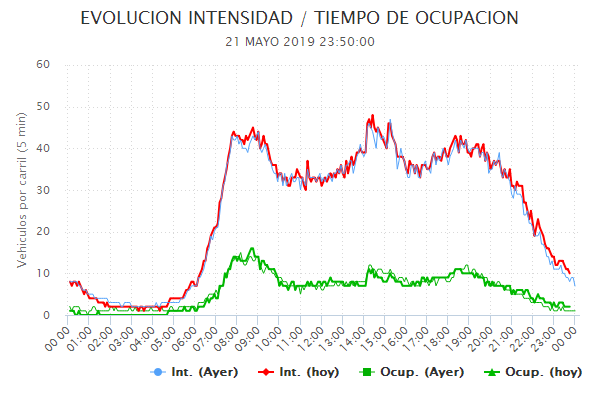 EVOLUCION INTENSIDAD / TIEMPO DE OCUPACION
21 MAYO 2019 23:50:00
Vehiculos por carril (5 min)
60
50
40
30
20
10
0
00:00 01:00 02:00 03:00 04:00 05:00 06:00 07:00 08:00 09:00 10:00 11:00 12:00 13:00 14:00 15:00 16:00 17:00 18:00 19:00 20:00 21:00 22:00 23:00 00:00
Int. (Ayer) Int. (hoy) Ocup. (Ayer) Ocup. (hoy)